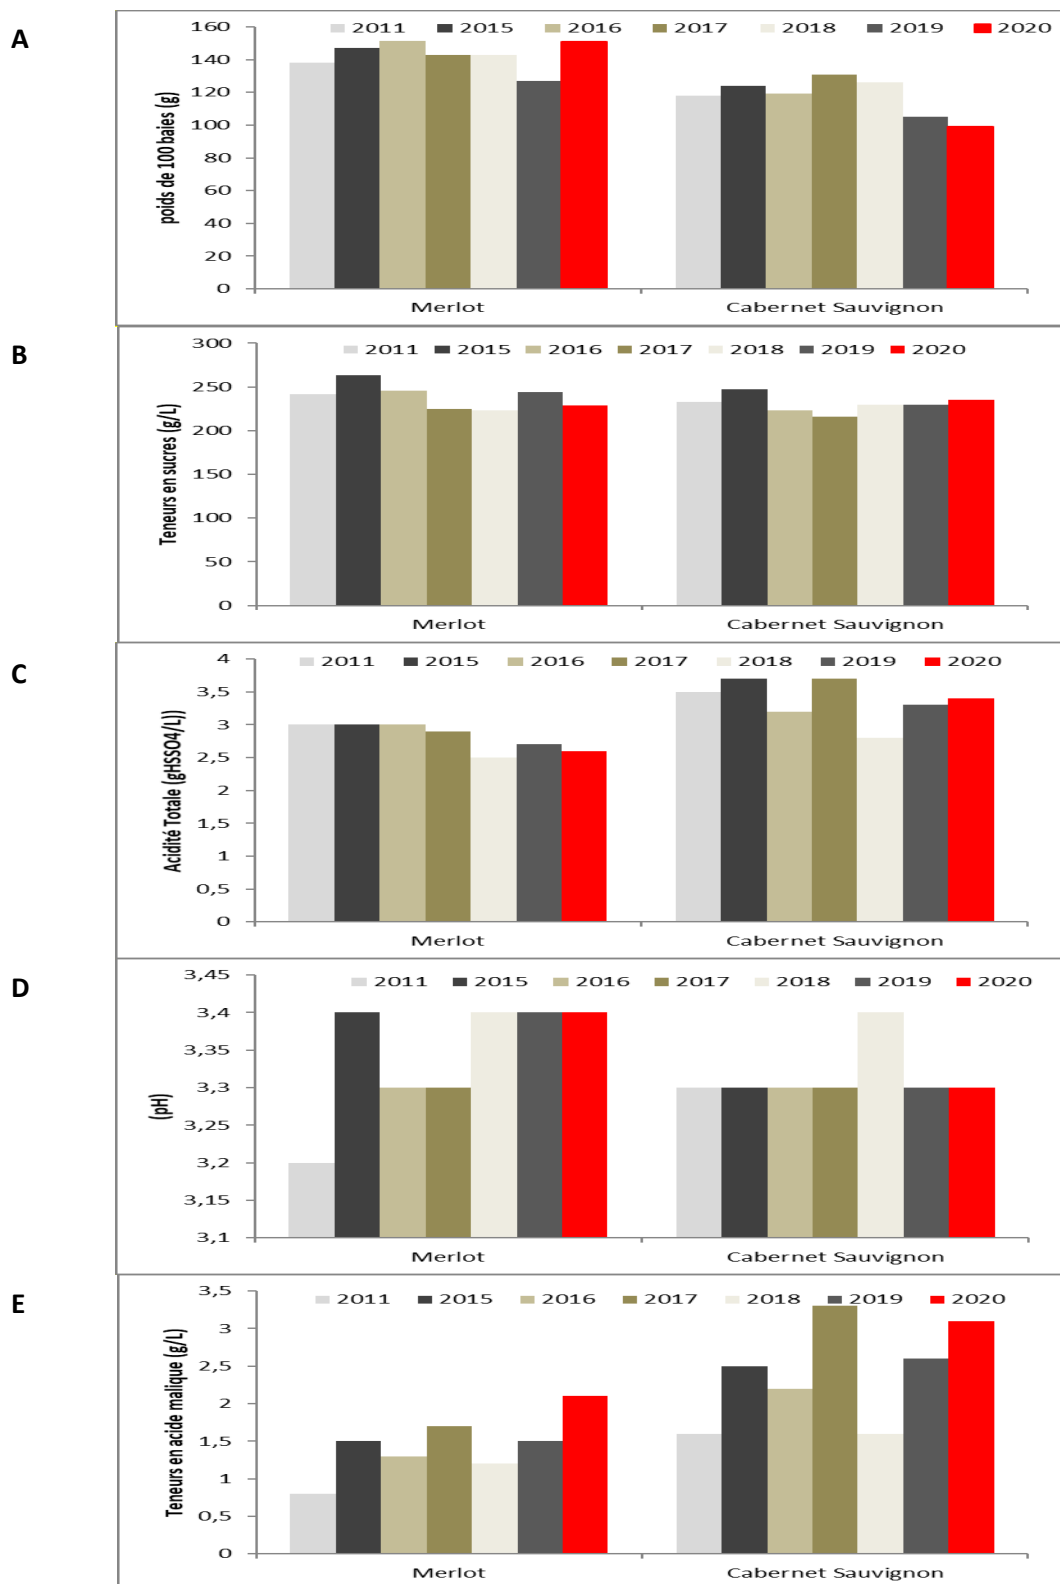 A
2011 2015 2016 2017 2018 2019 2020
poids de 100 baies (g)
160
140
120
100
80
60
40
20
0
Merlot Cabernet Sauvignon
B
2011 2015 2016 2017 2018 2019 2020
Teneurs en sucres (g/L)
300
250
200
150
100
50
0
Merlot Cabernet Sauvignon
C
2011 2015 2016 2017 2018 2019 2020
Acidité Totale (gHSSO4/L))
4
3,5
3
2,5
2
1,5
1
0,5
0
Merlot Cabernet Sauvignon
D
2011 2015 2016 2017 2018 2019 2020
(pH)
3,45
3,4
3,35
3,3
3,25
3,2
3,15
3,1
Merlot Cabernet Sauvignon
E
2011 2015 2016 2017 2018 2019 2020
Teneurs en acide malique (g/L)
3,5
3
2,5
2
1,5
1
0,5
0
Merlot Cabernet Sauvignon